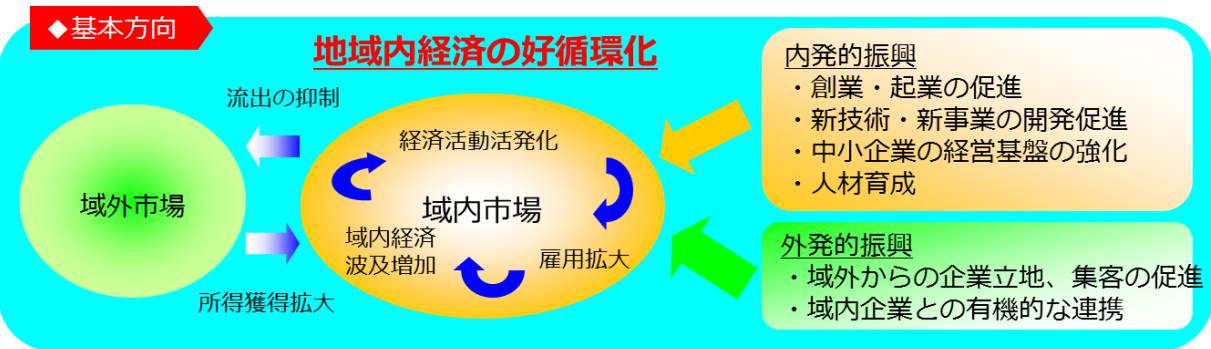 ◆基本方向
地域内経済の好循環化
流出の抑制
域外市場
所得獲得拡大
経済活動活発化
域内市場
雇用拡大
域内経済
波及増加
内発的振興
・創業・起業の促進
・新技術・新事業の開発促進
・中小企業の経営基盤の強化
・人材育成
外発的振興
・域外からの企業立地、集客の促進
・域内企業との有機的な連携